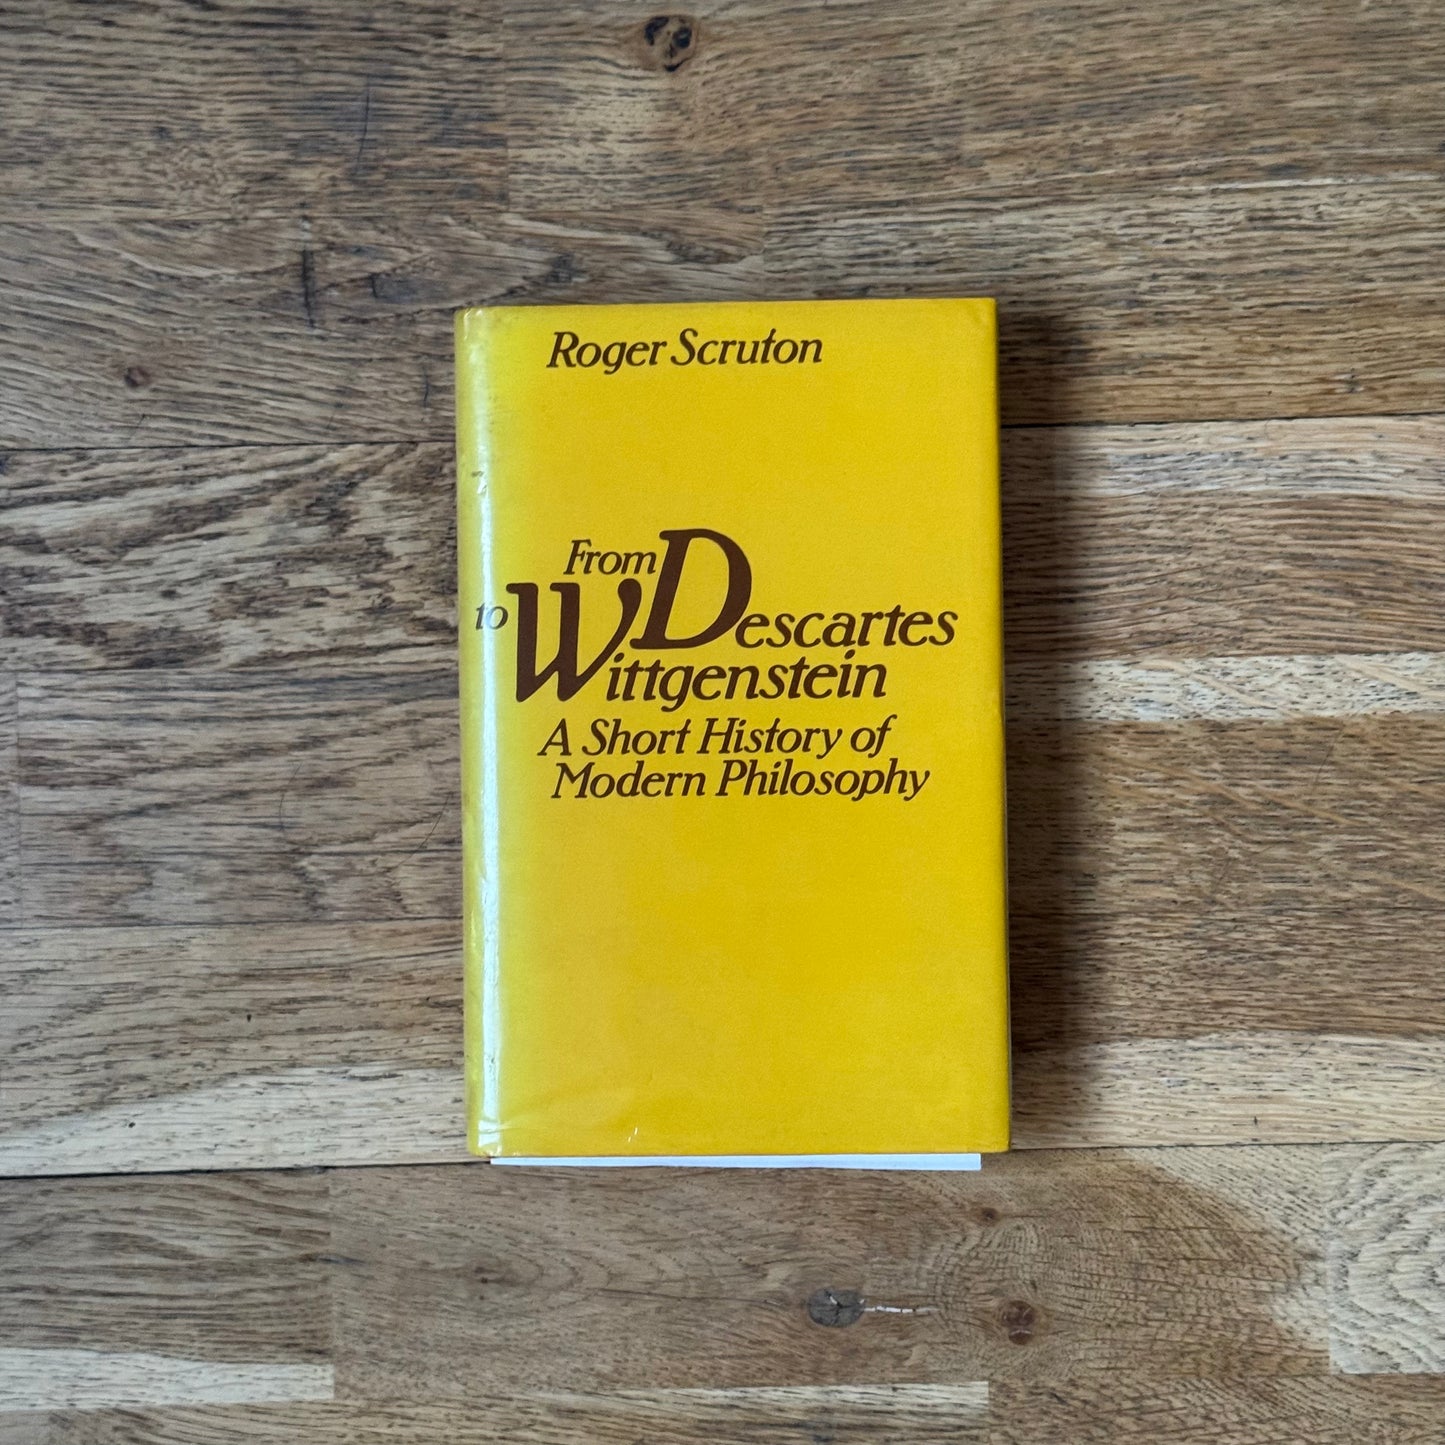 Roger Scruton
From Descartes
to Wittgenstein
A Short History of
Modern Philosophy